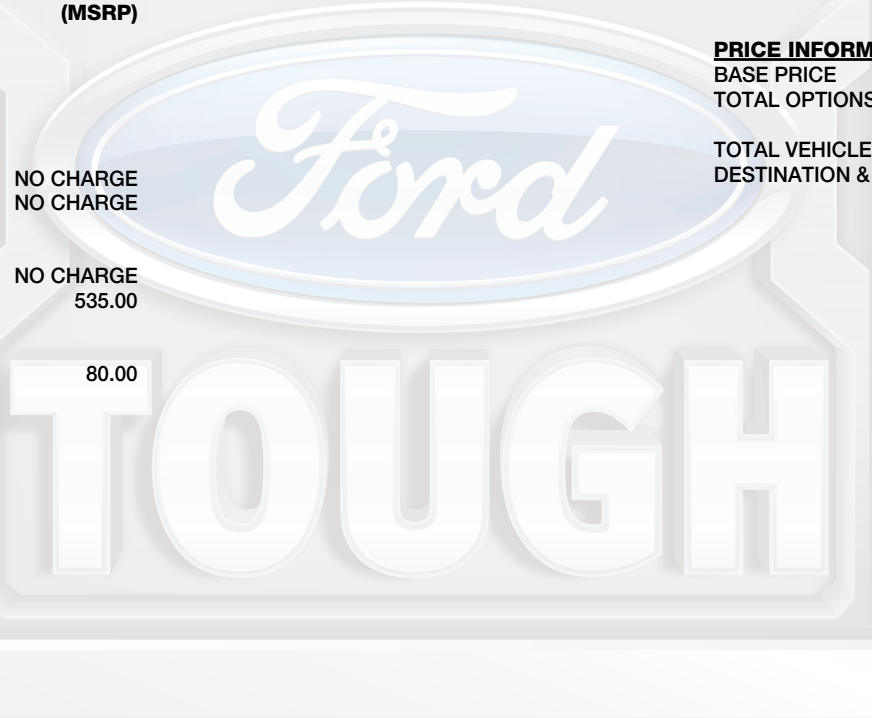 (MSRP)
NO CHARGE
NO CHARGE
NO CHARGE
535.00
80.00
PRICE INFORM
BASE PRICE
TOTAL OPTIONS
TOTAL VEHICLE
DESTINATION &
Ford
TOUGH